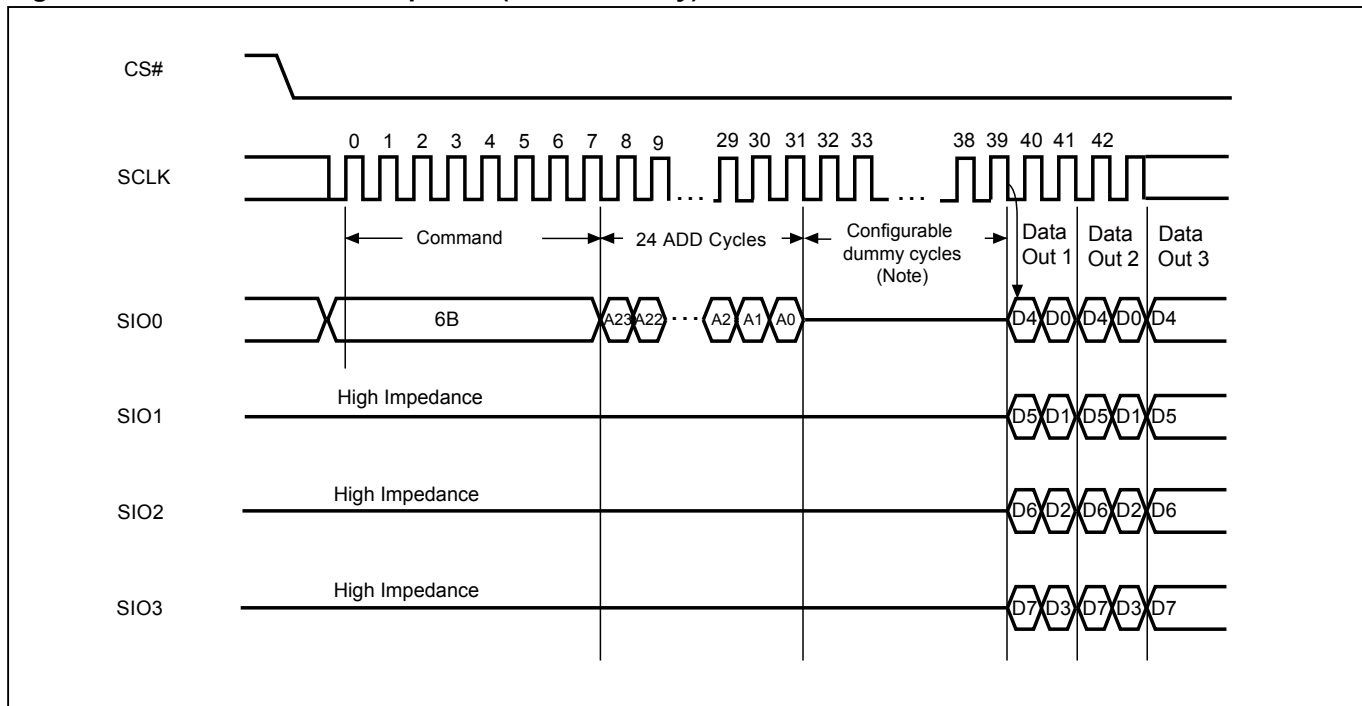 CS#
0 1 2 3 4 5 6 7 8 9 29 30 31 32 33 38 39 40 41 42
SCLK
. . . . . .
Command 24 ADD Cycles Configurable dummy cycles (Note) Data Out 1 Data Out 2 Data Out 3
SIO0 6B A23 A22 . . . A2 A1 A0 D4 D0 D4 D0 D4
High Impedance
SIO1 D5 D1 D5 D1 D5
High Impedance
SIO2 D6 D2 D6 D2 D6
High Impedance
SIO3 D7 D3 D7 D3 D7